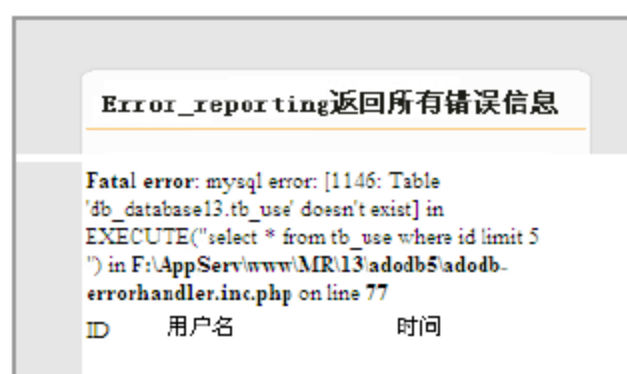 Error_reporting返回所有错误信息
Fatal error: mysql error: [1146: Table
'db_database13.tb_use' doesn't exist] in
EXECUTE("select * from tb_use where id limit 5
") in F:\AppServ\www\MR\13\adodb5\adodb-
errorhandler.inc.php on line 77
ID 用户名 时间